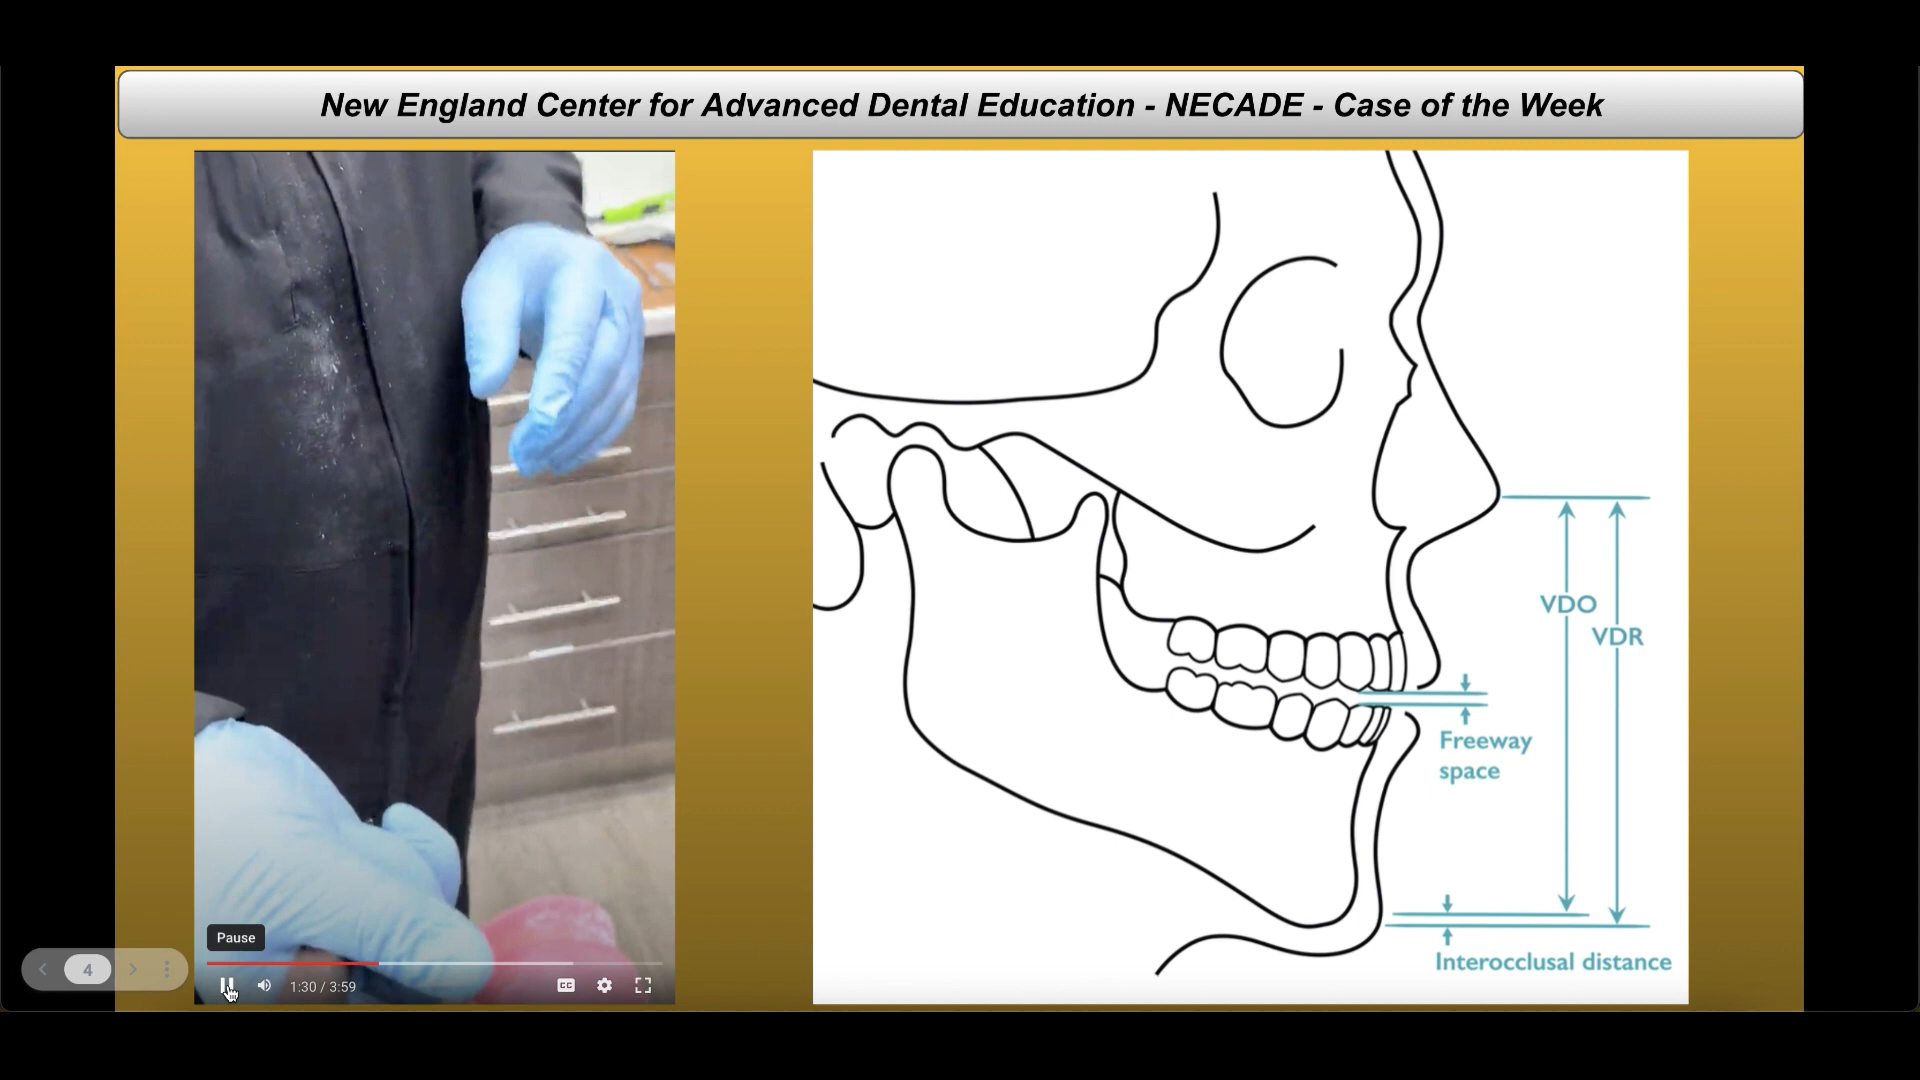 New England Center for Advanced Dental Education - NECADE - Case of the Week
VDO
VDR
Freeway
space
Interocclusal distance
Pause
4
1:30 / 3:59
CC